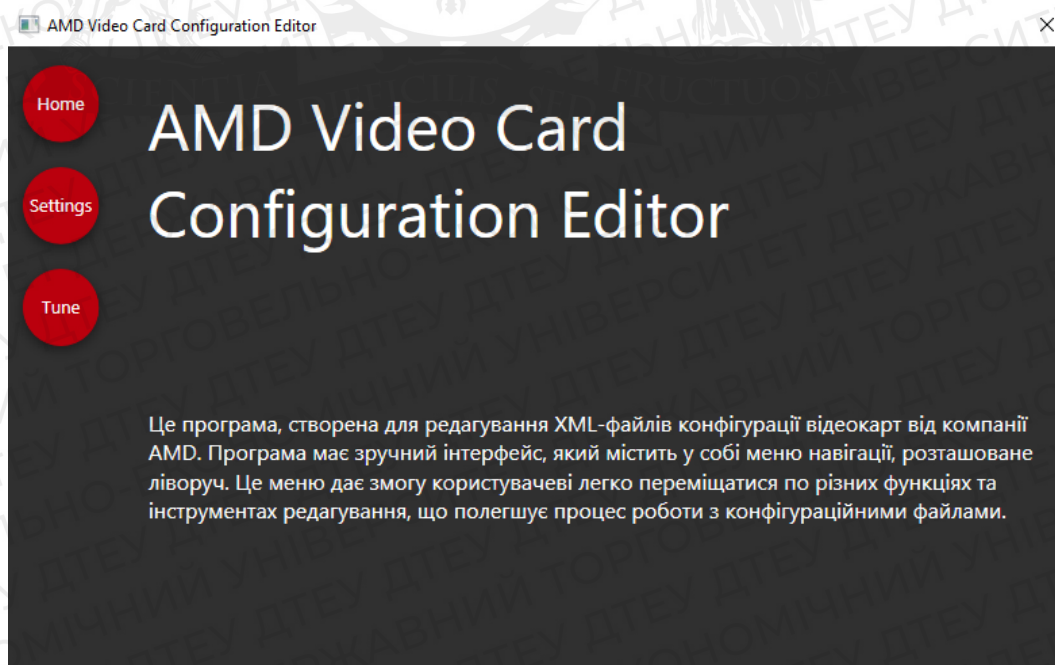 AMD Video Card Configuration Editor
Home
AMD Video Card
Configuration Editor
Settings
Tune
Це програма, створена для редагування XML-файлів конфігурації відеокарт від компанії
AMD. Програма має зручний інтерфейс, який містить у собі меню навігації, розташоване
ліворуч. Це меню дає змогу користувачеві легко переміщатися по різних функціях та
інструментах редагування, що полегшує процес роботи з конфігураційними файлами.